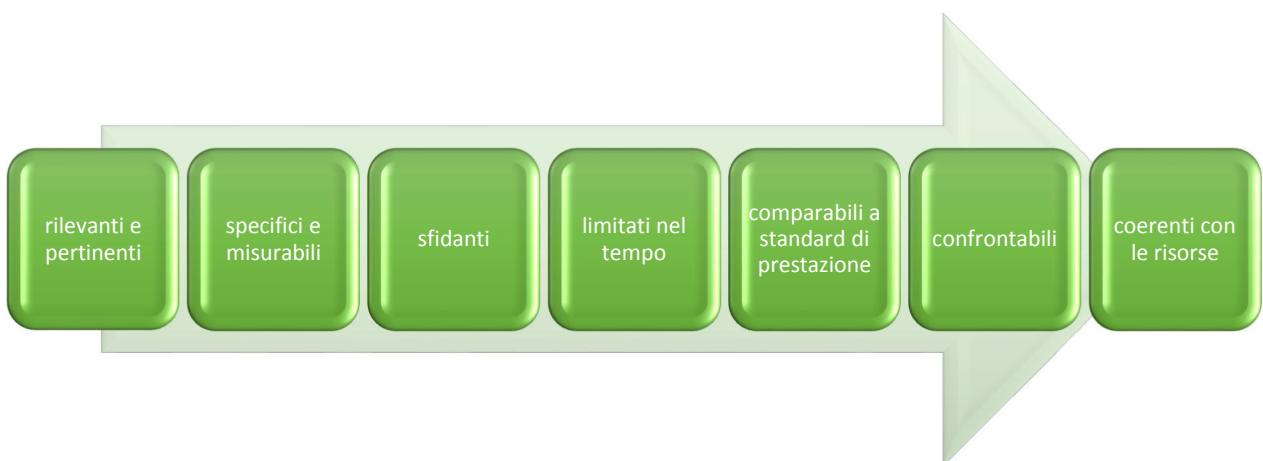 rilevanti e
pertinenti
specifici e
misurabili
sfidanti
limitati nel
tempo
comparabili a
standard di
prestazione
confrontabili
coerenti con
le risorse